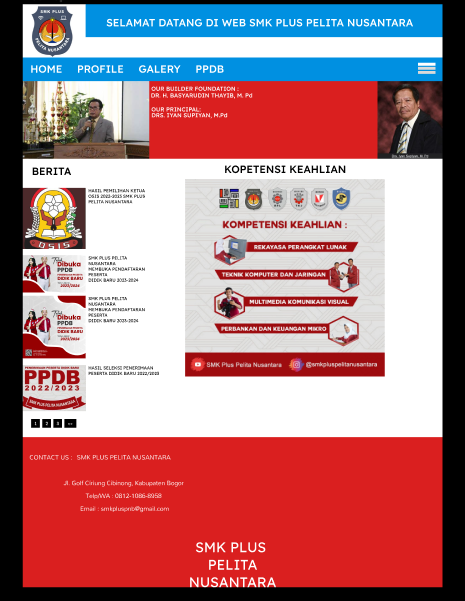 SMK PLUS
PELITA NUSANTARA
SELAMAT DATANG DI WEB SMK PLUS PELITA NUSANTARA
HOME PROFILE GALERY PPDB
OUR BUILDER FOUNDATION :
DR. H. BASYARUDIN THAYIB, M. Pd
OUR PRINCIPAL:
DRS. IYAN SUPIYAN, M.Pd
Drs. Iyan Supiyan, M.Pd
BERITA
OSIS
HASIL PEMILIHAN KETUA
OSIS 2022-2023 SMK PLUS
PELITA NUSANTARA
Dibuka
PPDB
2023/2024
SMK PLUS PELITA
NUSANTARA
MEMBUKA PENDAFTARAN
PESERTA
DIDIK BARU 2023-2024
Dibuka
PPDB
2023/2024
SMK PLUS PELITA
NUSANTARA
MEMBUKA PENDAFTARAN
PESERTA
DIDIK BARU 2023-2024
PENERIMAAN PESERTA DIDIK BARU
PPDB
2022/2023
SMK PLUS PELITA NUSANTARA
HASIL SELEKSI PENERIMAAN
PESERTA DIDIK BARU 2022/2023
1 2 3 >>
KOPETENSI KEAHLIAN
KOMPETENSI KEAHLIAN :
REKAYASA PERANGKAT LUNAK
TEKNIK KOMPUTER DAN JARINGAN
MULTIMEDIA KOMUNIKASI VISUAL
PERBANKAN DAN KEUANGAN MIKRO
SMK Plus Pelita Nusantara
@smkpluspelitanusantara
CONTACT US : SMK PLUS PELITA NUSANTARA
Jl. Golf Ciriung Cibinong, Kabupaten Bogor
Telp/WA : 0812-1086-8958
Email : smkpluspnb@gmail.com
SMK PLUS
PELITA
NUSANTARA